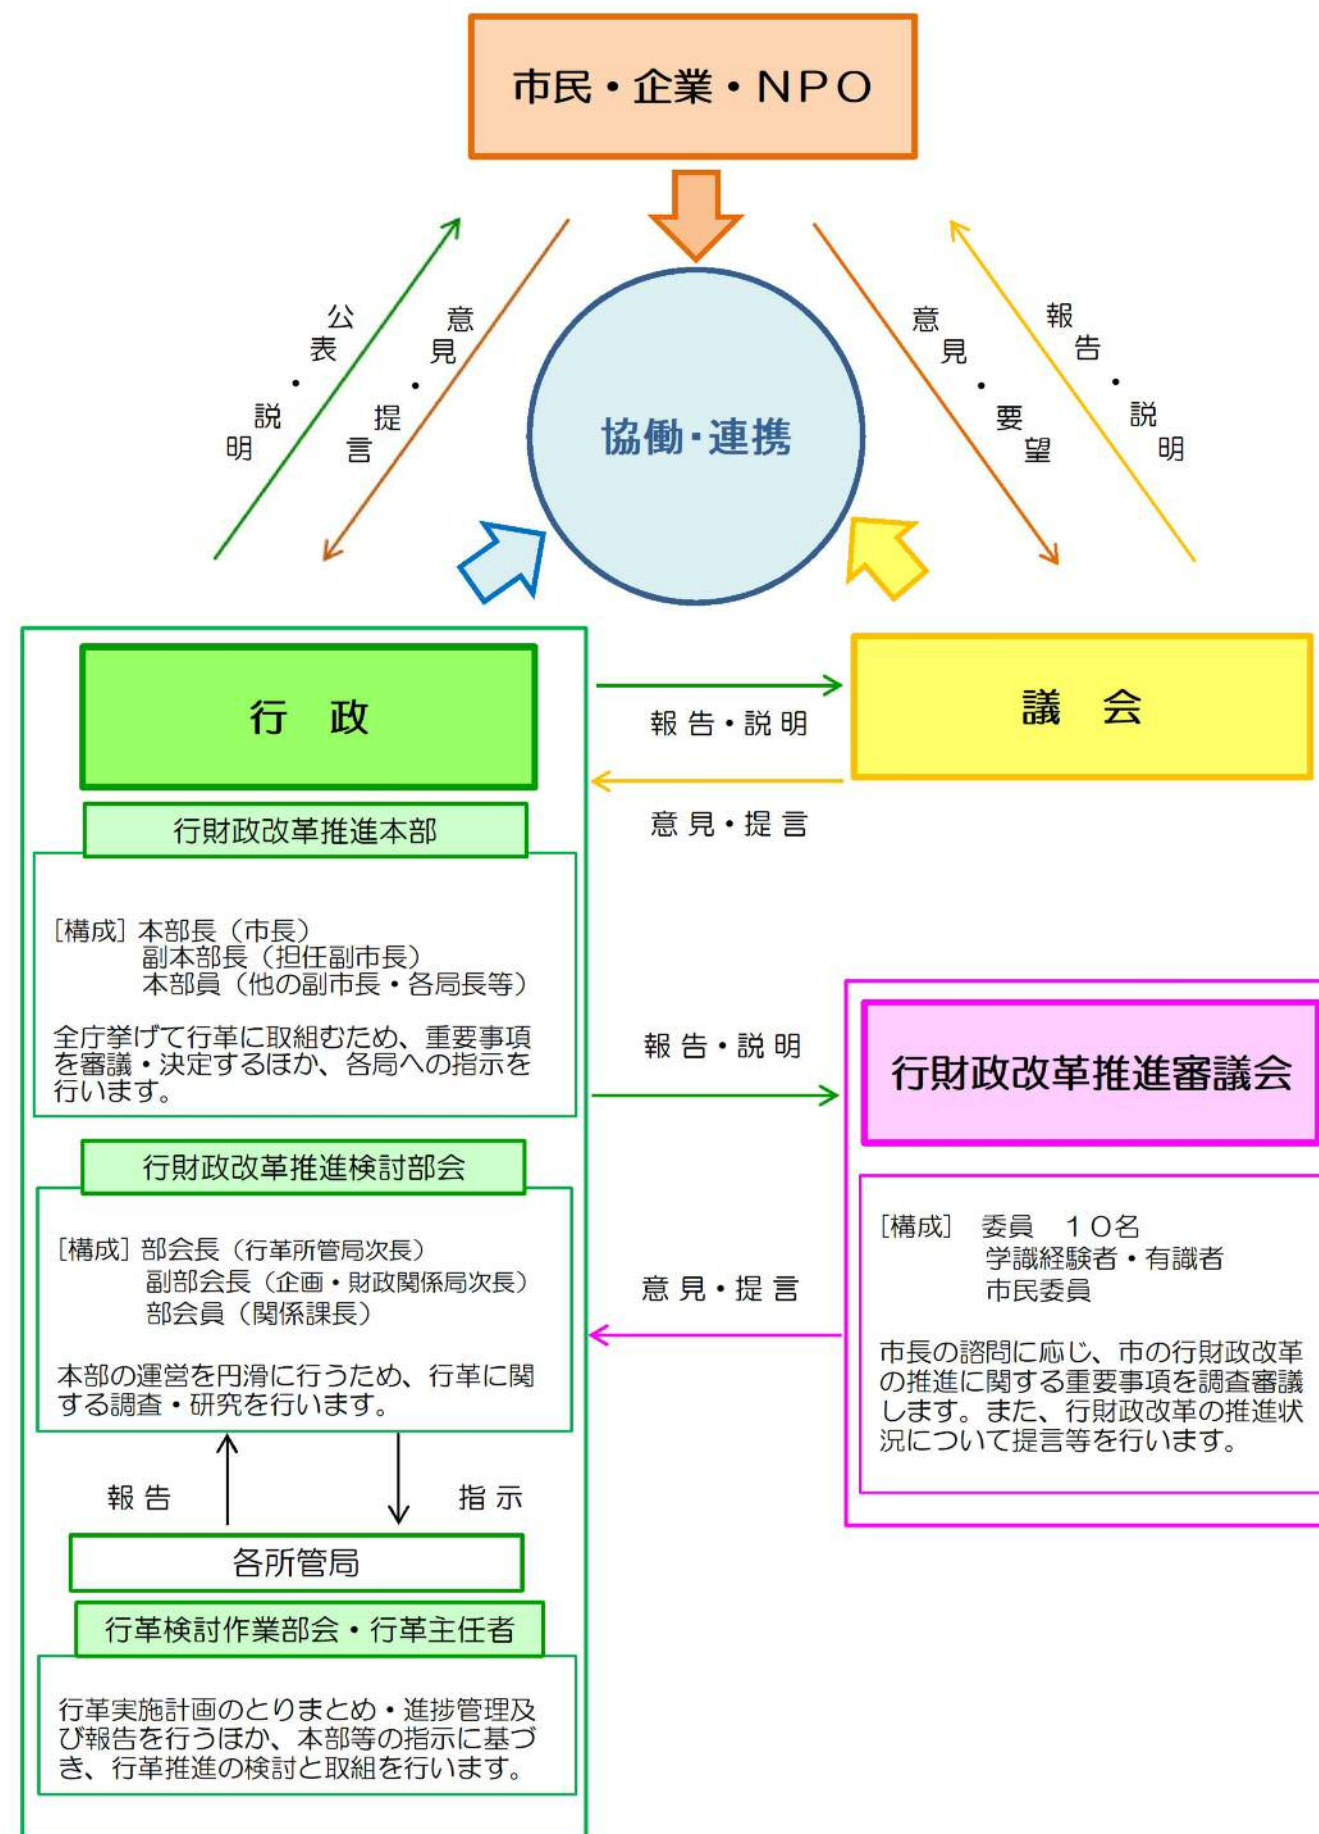 市民・企業・NPO
公表・説明
意見・提言
意見・要望
報告・説明
協働・連携
行　政
報告・説明
議　会
意見・提言
行財政改革推進本部
[構成] 本部長（市長）
副本部長（担任副市長）
本部員（他の副市長・各局長等）
全庁挙げて行革に取組むため、重要事項
を審議・決定するほか、各局への指示を
行います。
行財政改革推進検討部会
[構成] 部会長（行革所管局次長）
副部会長（企画・財政関係局次長）
部会員（関係課長）
本部の運営を円滑に行うため、行革に関
する調査・研究を行います。
報告
指示
各所管局
行革検討作業部会・行革主任者
行革実施計画のとりまとめ・進捗管理及
び報告を行うほか、本部等の指示に基づ
き、行革推進の検討と取組を行います。
報告・説明
意見・提言
行財政改革推進審議会
[構成]　委員　１０名
学識経験者・有識者
市民委員
市長の諮問に応じ、市の行財政改革
の推進に関する重要事項を調査審議
します。また、行財政改革の推進状
況について提言等を行います。